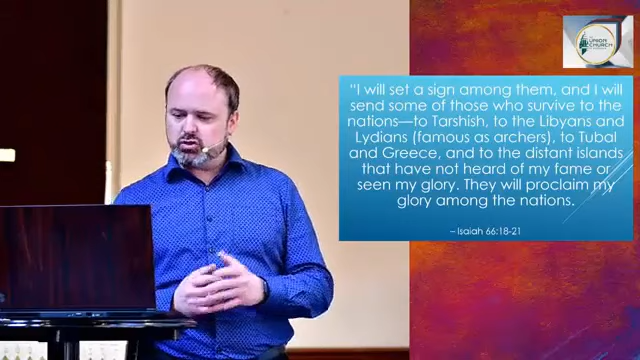 UNION
CHURCH
“I will set a sign among them, and I will
send some of those who survive to the
nations—to Tarshish, to the Libyans and
Lydians (famous as archers), to Tubal
and Greece, and to the distant islands
that have not heard of my fame or
seen my glory. They will proclaim my
glory among the nations.
– Isaiah 66:18-21